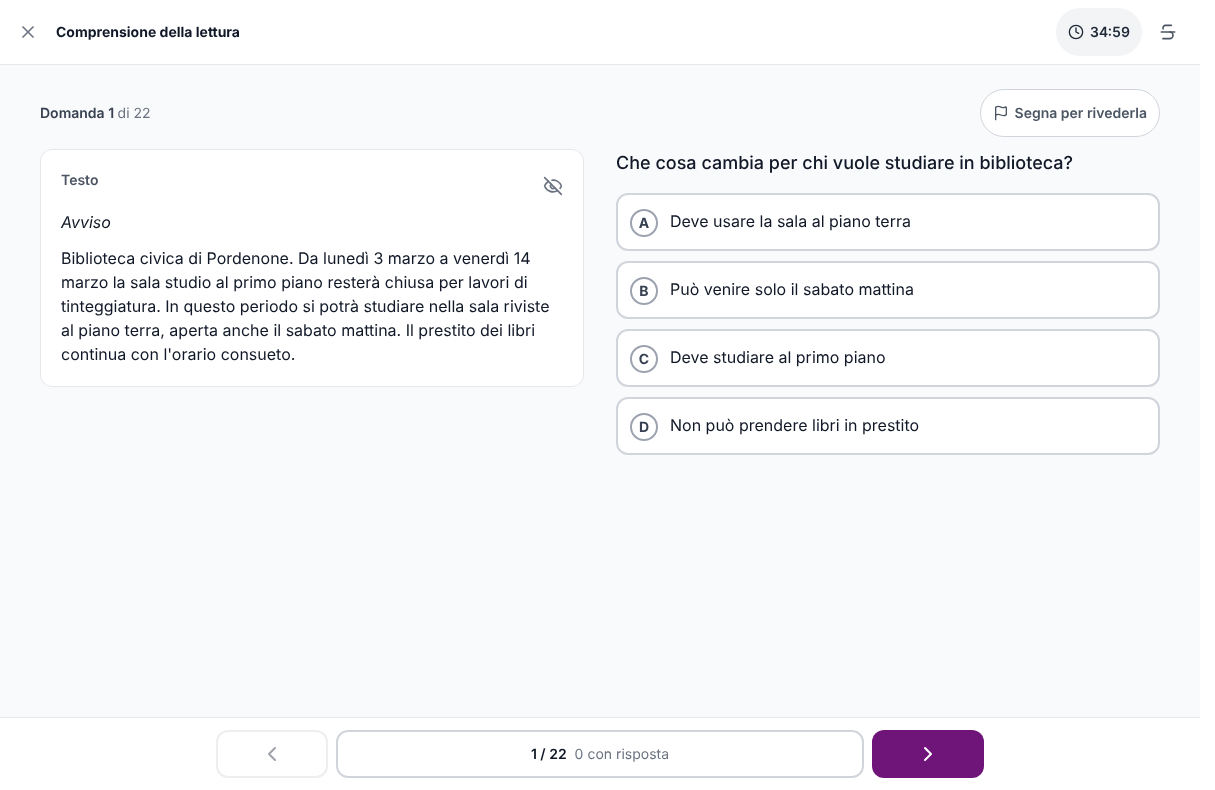 Comprensione della lettura
34:59
Domanda 1 di 22
Segna per rivederla
Testo
Avviso
Biblioteca civica di Pordenone. Da lunedì 3 marzo a venerdì 14
marzo la sala studio al primo piano resterà chiusa per lavori di
tinteggiatura. In questo periodo si potrà studiare nella sala riviste
al piano terra, aperta anche il sabato mattina. Il prestito dei libri
continua con l'orario consueto.
Che cosa cambia per chi vuole studiare in biblioteca?
A Deve usare la sala al piano terra
B Può venire solo il sabato mattina
C Deve studiare al primo piano
D Non può prendere libri in prestito
1 / 22 0 con risposta